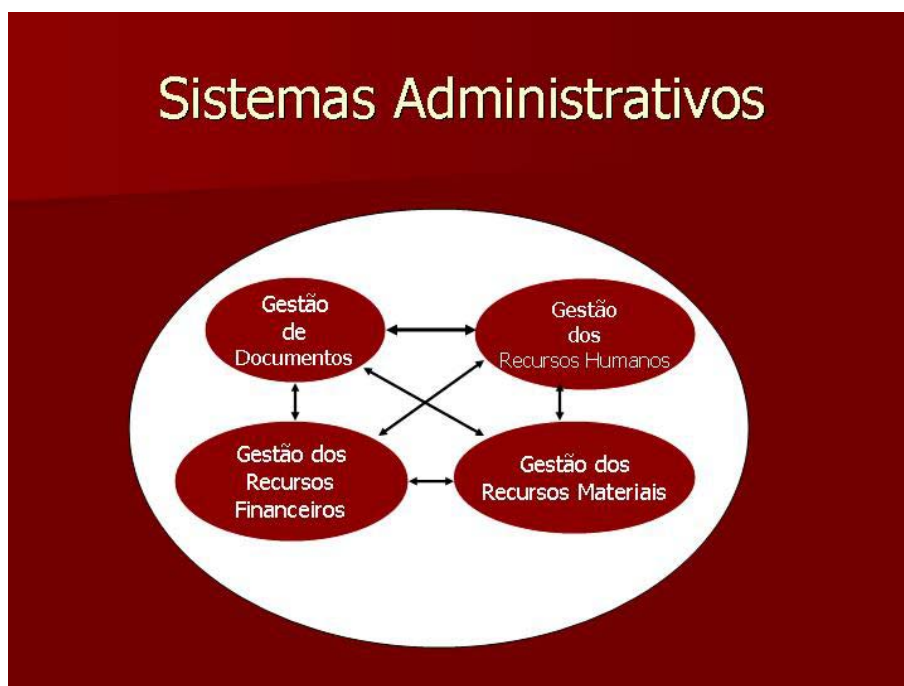 Sistemas Administrativos
Gestão
de
Documentos
Gestão
dos
Recursos Humanos
Gestão dos
Recursos
Financeiros
Gestão dos
Recursos Materiais